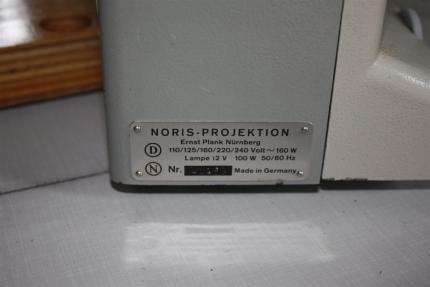 NORIS-PROJEKTION
Ernst Plank Nürnberg
D 110/125/160/220/240 Volt ~ 160 W
Lampe 12 V 100 W 50/60 Hz
N Nr. Made in Germany